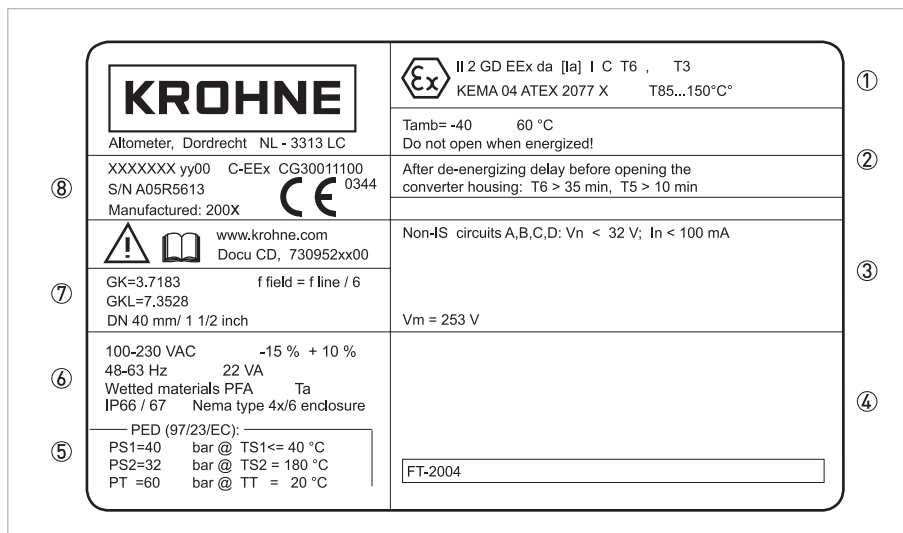 KROHNE
Altometer, Dordrecht NL - 3313 LC
⑧
XXXXXXX yy00 C-EEx CG30011100
S/N A05R5613
CE 0344
Manufactured: 200X
www.krohne.com
Docu CD, 730952xx00
⑦
GK=3.7183 f field = f line / 6
GKL=7.3528
DN 40 mm/ 1 1/2 inch
⑥
100-230 VAC -15 % + 10 %
48-63 Hz 22 VA
Wetted materials PFA Ta
IP66 / 67 Nema type 4x/6 enclosure
⑤
PED (97/23/EC):
PS1=40 bar @ TS1<= 40 °C
PS2=32 bar @ TS2 = 180 °C
PT =60 bar @ TT = 20 °C
Ex
II 2 GD EEx da [Ia] I C T6 , T3
KEMA 04 ATEX 2077 X T85...150°C°
①
Tamb= -40 60 °C
Do not open when energized!
②
After de-energizing delay before opening the
converter housing: T6 > 35 min, T5 > 10 min
Non-IS circuits A,B,C,D: Vn < 32 V; In < 100 mA
③
Vm = 253 V
④
FT-2004